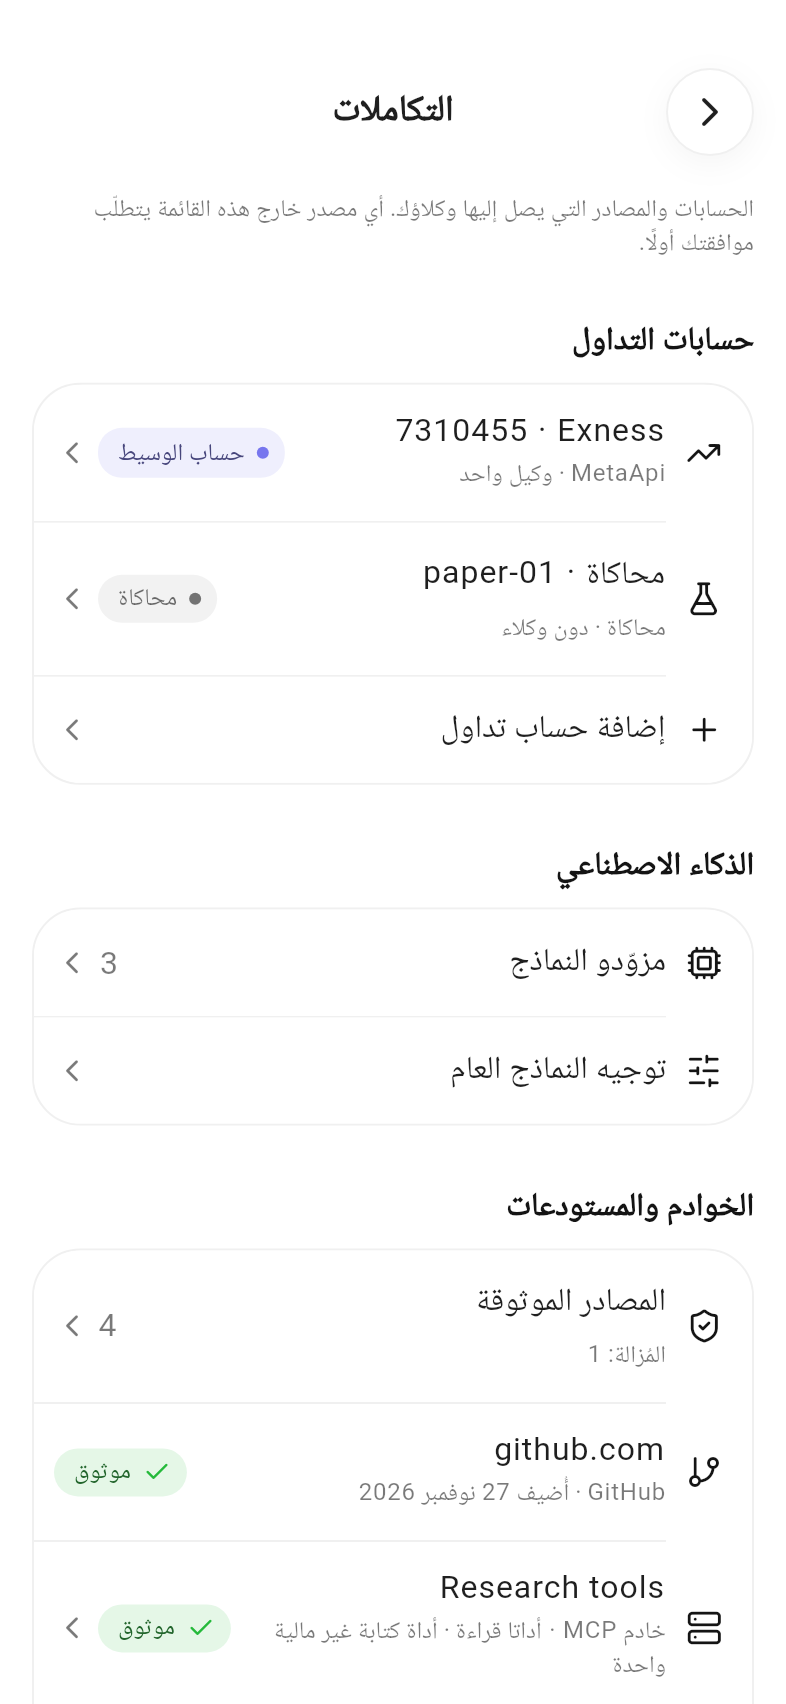 التكاملات
الحسابات والمصادر التي يصل إليها وكلاؤك. أي مصدر خارج هذه القائمة يتطلّب
موافقتك أولًا.
حسابات التداول
7310455 · Exness
MetaApi · وكيل واحد
حساب الوسيط
محاكاة · paper-01
محاكاة · دون وكلاء
محاكاة
إضافة حساب تداول
الذكاء الاصطناعي
مزوّدو النماذج
3
توجيه النماذج العام
الخوادم والمستودعات
المصادر الموثوقة
المُزالة: 1
4
github.com
GitHub · أضيف 27 نوفمبر 2026
موثوق
Research tools
خادم MCP · أداتا قراءة · أداة كتابة غير مالية
واحدة
موثوق